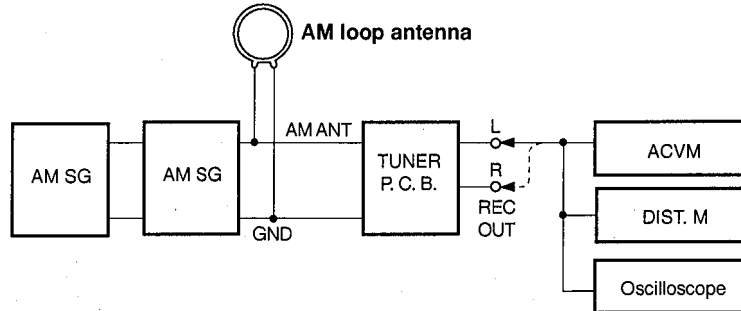 AM loop antenna
AM SG
AM SG
AM ANT
GND
TUNER
P. C. B.
L
R
REC
OUT
ACVM
DIST. M
Oscilloscope